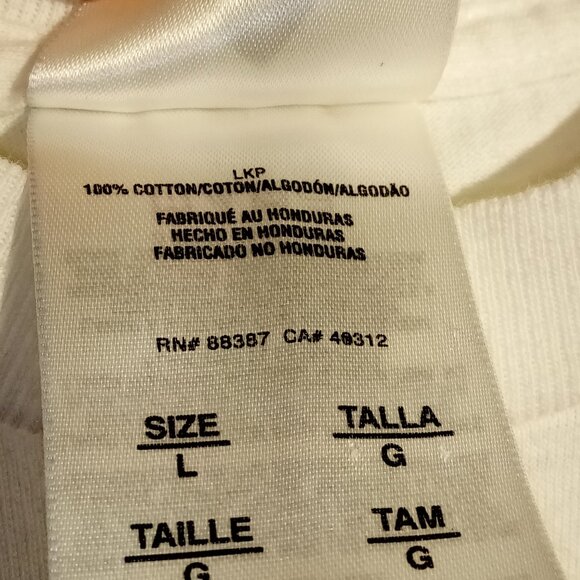 LKP
100% COTTON/COTON/ALGODÓN/ALGODÃO
FABRIQUÉ AU HONDURAS
HECHO EN HONDURAS
FABRICADO NO HONDURAS
RN# 88387 CA# 40312
SIZE TALLA
L G
TAILLE TAM
G G